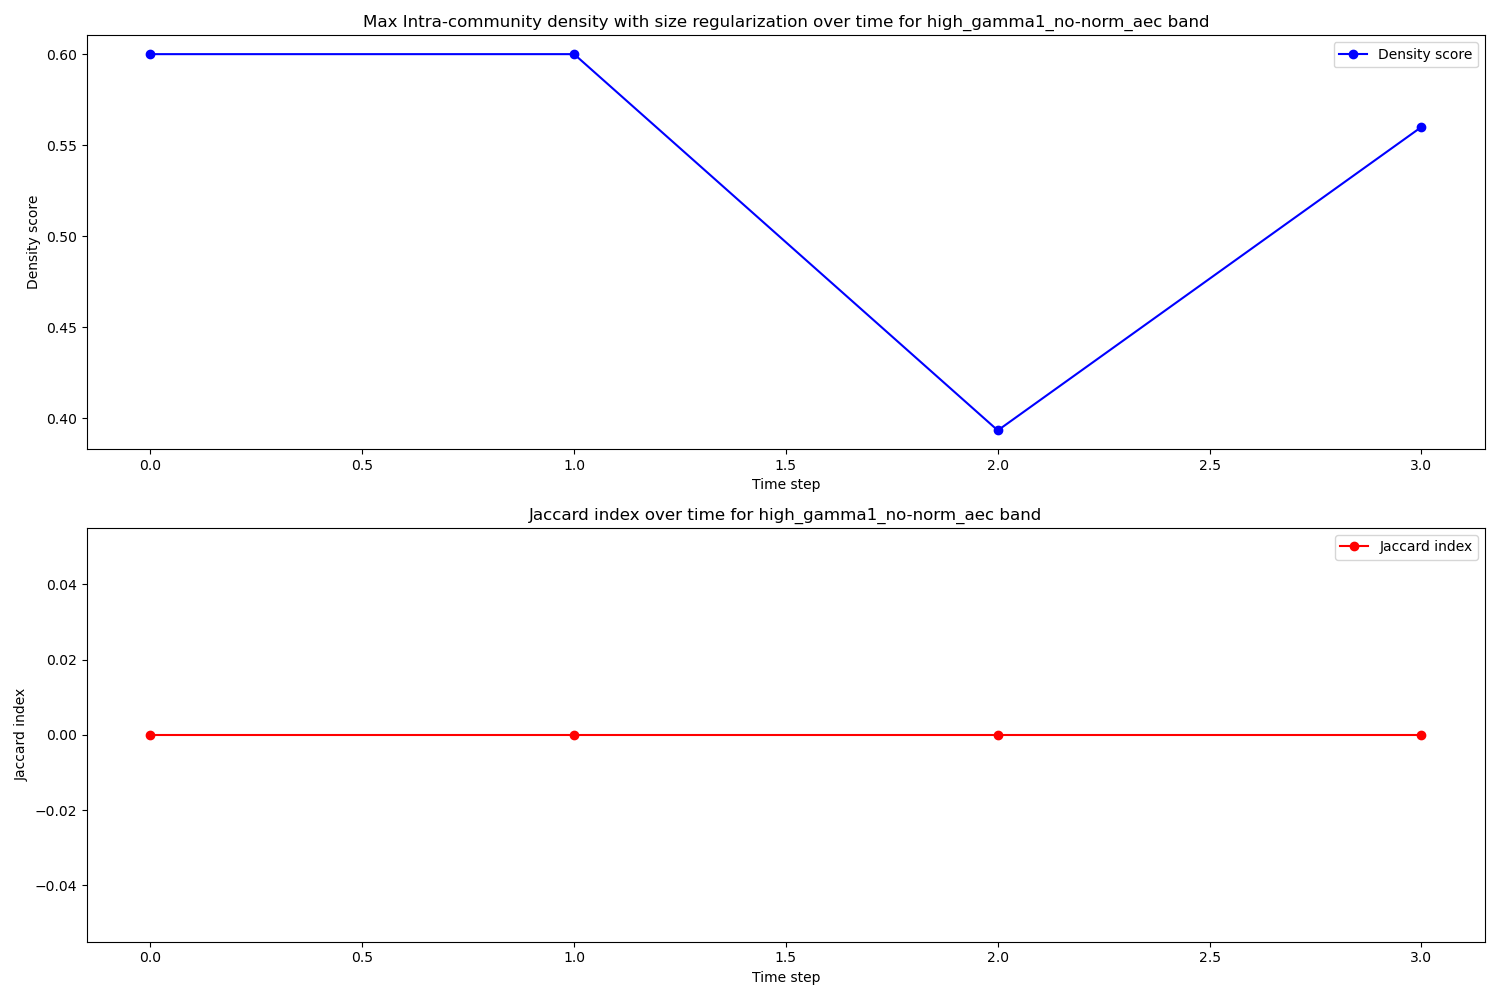 Max Intra-community density with size regularization over time for high_gamma1_no-norm_aec band
Density score
0.60
0.55
0.50
0.45
0.40
Density score
0.0 0.5 1.0 1.5 2.0 2.5 3.0
Time step
Jaccard index over time for high_gamma1_no-norm_aec band
Jaccard index
0.04
0.02
0.00
−0.02
−0.04
Jaccard index
0.0 0.5 1.0 1.5 2.0 2.5 3.0
Time step